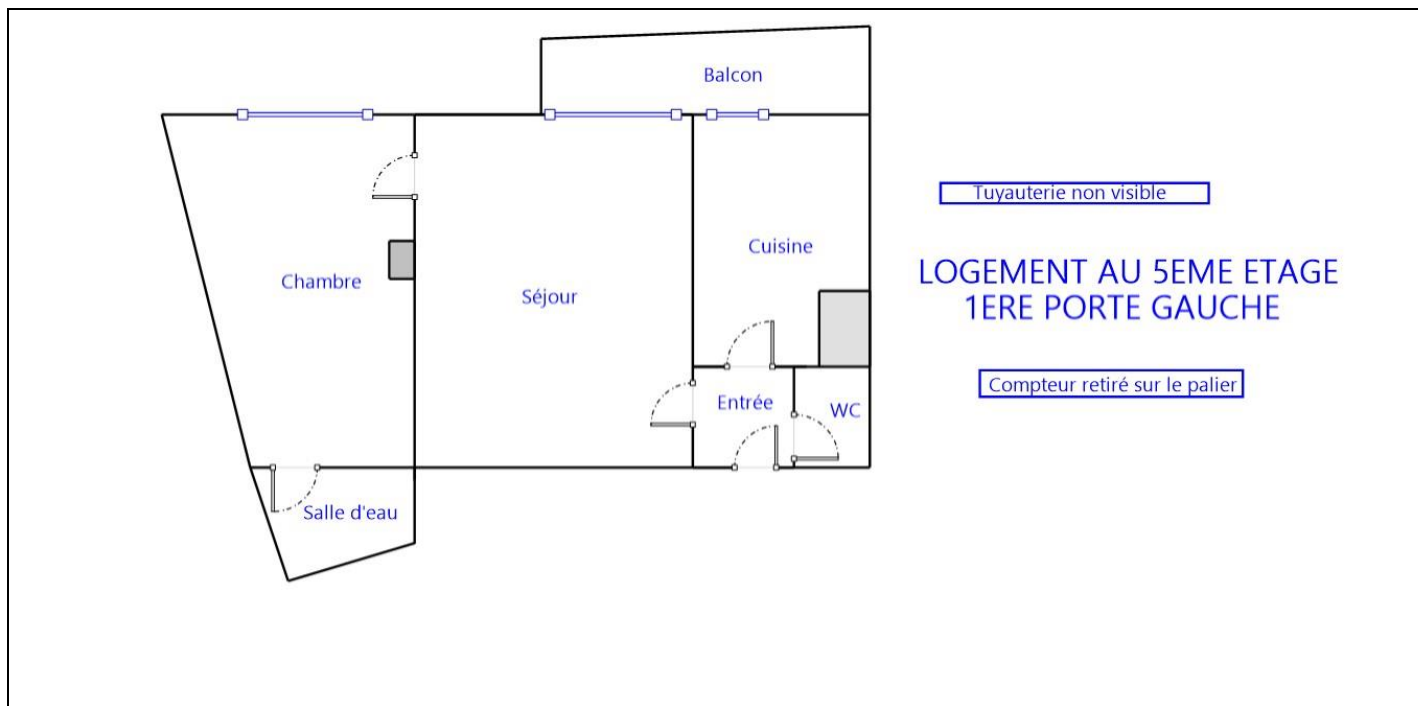 Balcon
Tuyauterie non visible
Cuisine
LOGEMENT AU 5EME ETAGE
1ERE PORTE GAUCHE
Chambre
Séjour
Compteur retiré sur le palier
Entrée
WC
Salle d'eau